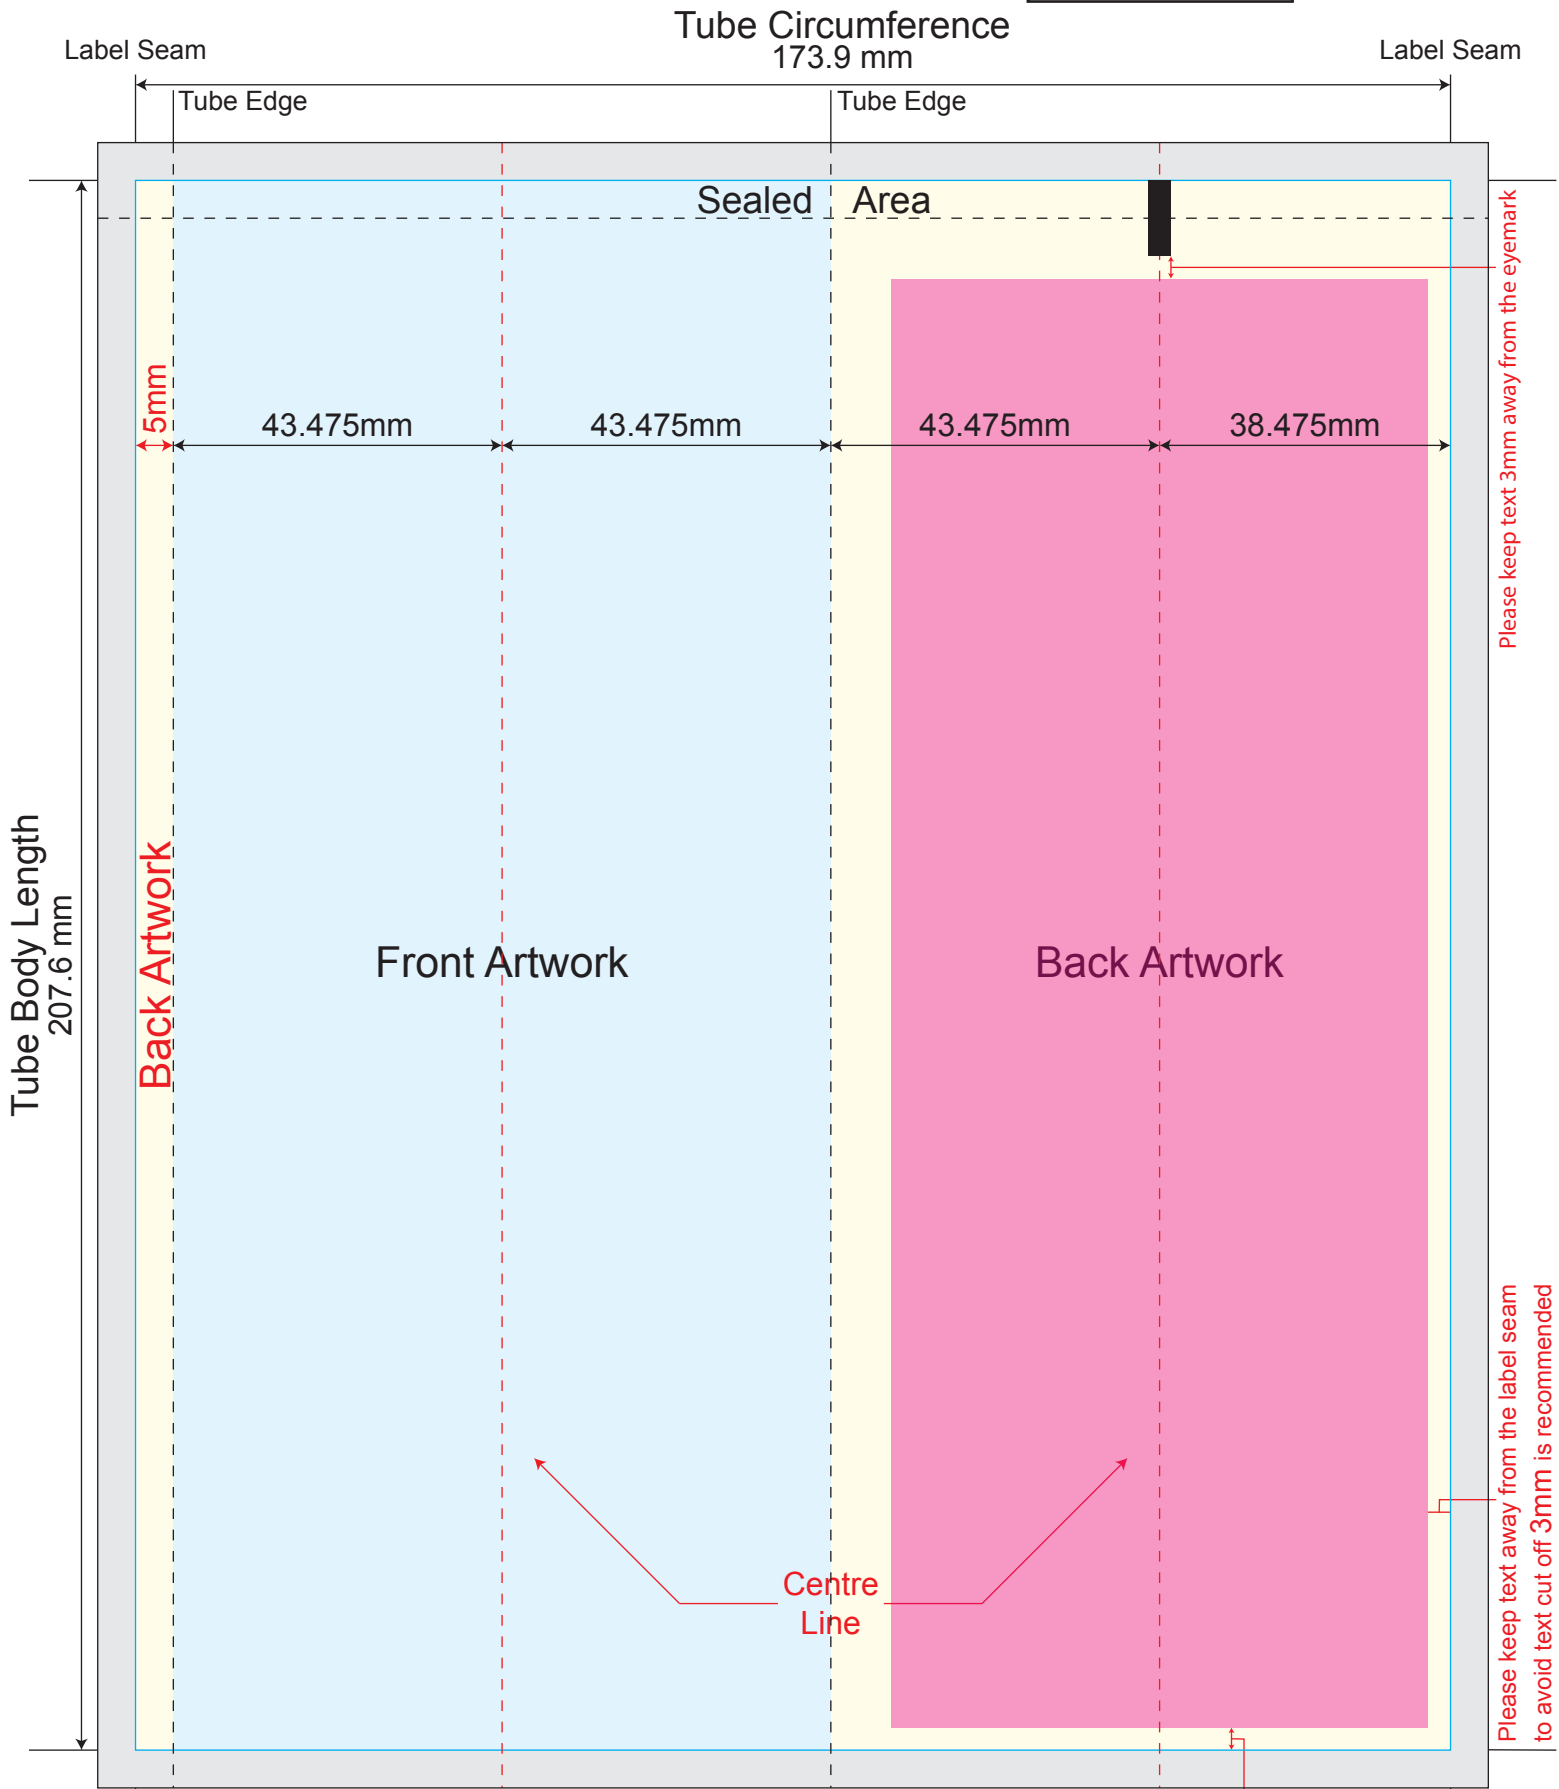 Tube Circumference
173.9 mm
Label Seam
Label Seam
Tube Edge
Tube Edge
Sealed Area
Please keep text 3mm away from the eyemark
5mm
43.475mm
43.475mm
43.475mm
38.475mm
Tube Body Length
207.6 mm
Back Artwork
Front Artwork
Back Artwork
Centre
Line
Please keep text away from the label seam
to avoid text cut off 3mm is recommended